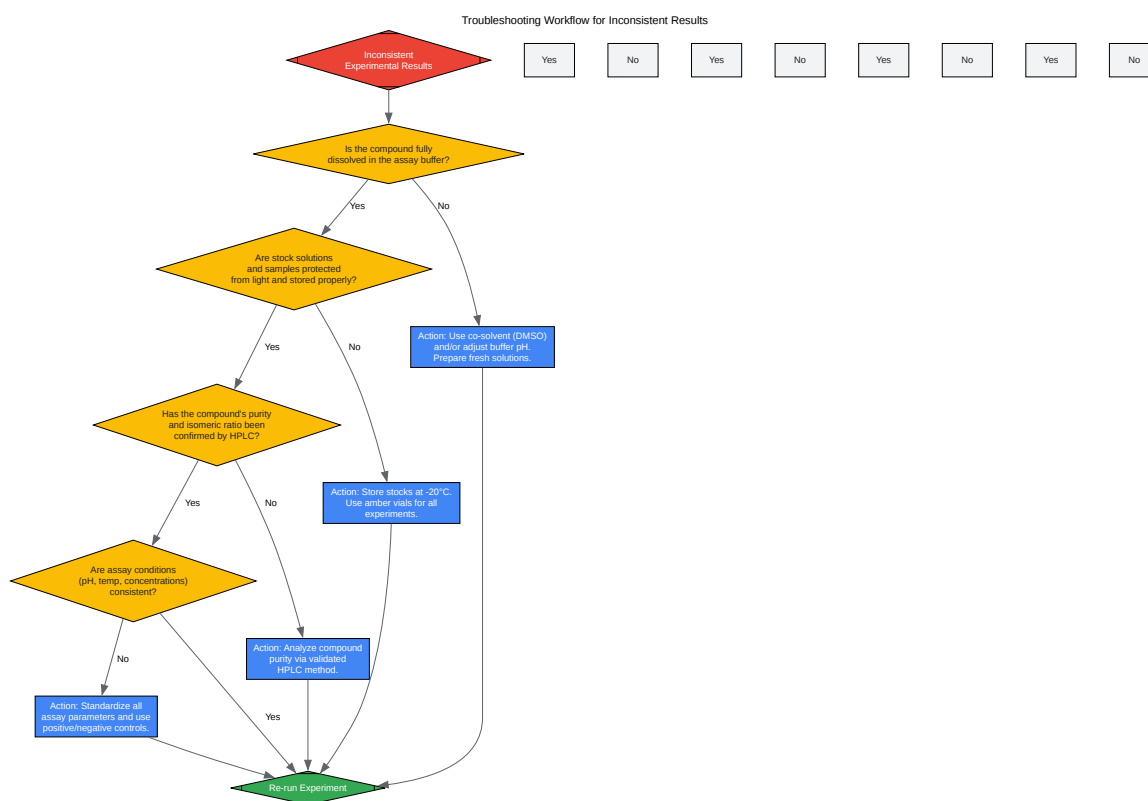 Troubleshooting Workflow for Inconsistent Results
Inconsistent
Experimental Results
Yes
No
Yes
No
Yes
No
Yes
No
Is the compound fully
dissolved in the assay buffer?
Yes
No
Are stock solutions
and samples protected
from light and stored properly?
Yes
No
Action: Use co-solvent (DMSO)
and/or adjust buffer pH.
Prepare fresh solutions.
Has the compound's purity
and isomeric ratio been
confirmed by HPLC?
Yes
No
Action: Store stocks at -20°C.
Use amber vials for all
experiments.
Are assay conditions
(pH, temp, concentrations)
consistent?
No
Yes
Action: Analyze compound
purity via validated
HPLC method.
Action: Standardize all
assay parameters and use
positive/negative controls.
Re-run Experiment